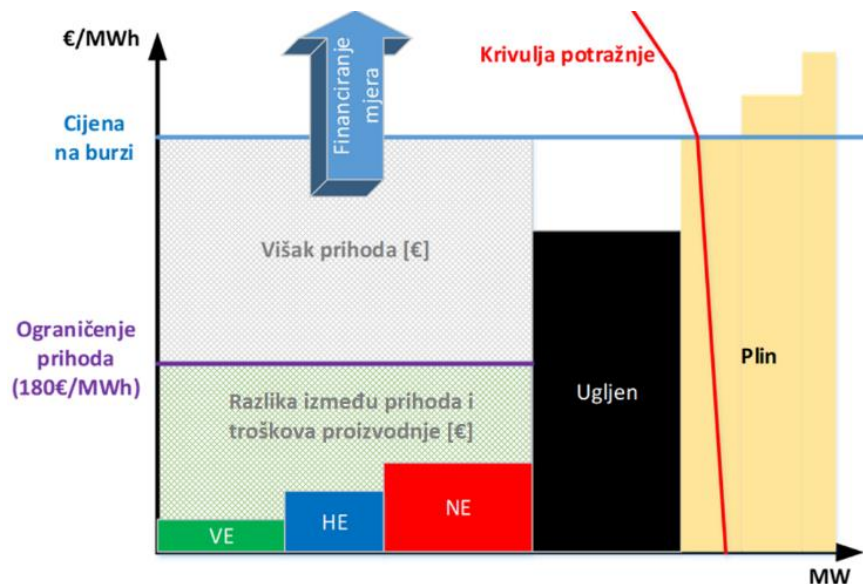 €/MWh
Krivulja potražnje
Financiranje
mjera
Cijena
na burzi
Višak prihoda [€]
Ograničenje
prihoda
(180€/MWh)
Plin
Ugljen
Razlika između prihoda i
troškova proizvodnje [€]
NE
HE
VE
MW